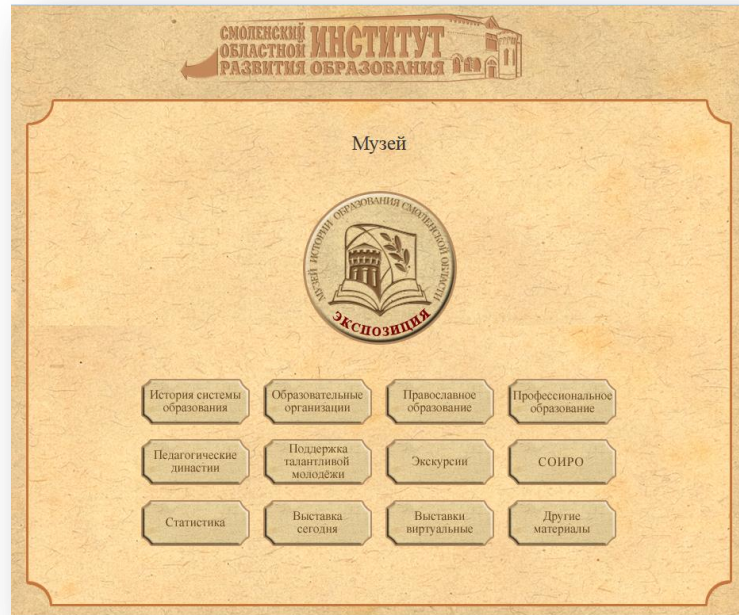 СМОЛЕНСКИЙ
ОБЛАСТНОЙ ИНСТИТУТ
РАЗВИТИЯ ОБРАЗОВАНИЯ
Музей
МУЗЕЙ ИСТОРИИ ОБРАЗОВАНИЯ СМОЛЕНСКОЙ ОБЛАСТИ
ЭКСПОЗИЦИЯ
История системы
образования
Образовательные
организации
Православное
образование
Профессиональное
образование
Педагогические
династии
Поддержка
талантливой
молодёжи
Экскурсии
СОИРО
Статистика
Выставка
сегодня
Выставки
виртуальные
Другие
материалы